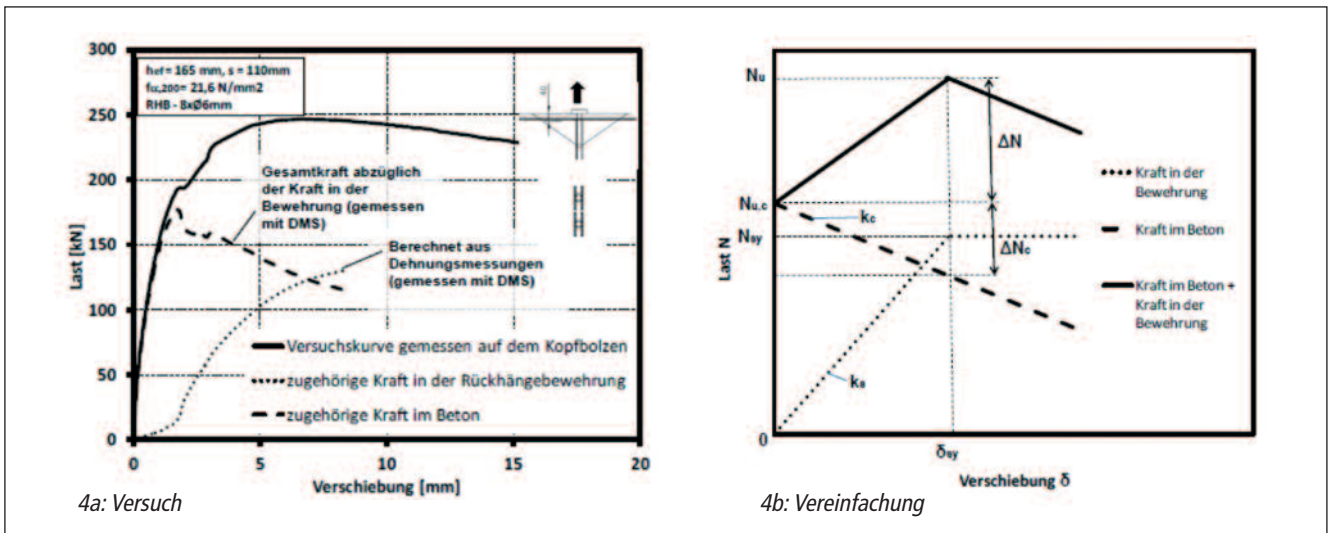 300
250
200
150
100
50
0
Last [kN]
hef= 165 mm, s = 110mm
fcc,200= 21,6 N/mm2
RHB - 8xØ6mm
Gesamtkraft abzüglich
der Kraft in der
Bewehrung (gemessen
mit DMS)
Berechnet aus
Dehnungsmessungen
(gemessen mit DMS)
Versuchskurve gemessen auf dem Kopfbolzen
zugehörige Kraft in der Rückhängebewehrung
zugehörige Kraft im Beton
0 5 10 15 20
Verschiebung [mm]
4a: Versuch
Nu
Nu,c
Nsy
0
Last N
ΔN
ΔNc
kc
ks
Kraft in der
Bewehrung
Kraft im Beton
Kraft im Beton +
Kraft in der
Bewehrung
δsy
Verschiebung δ
4b: Vereinfachung